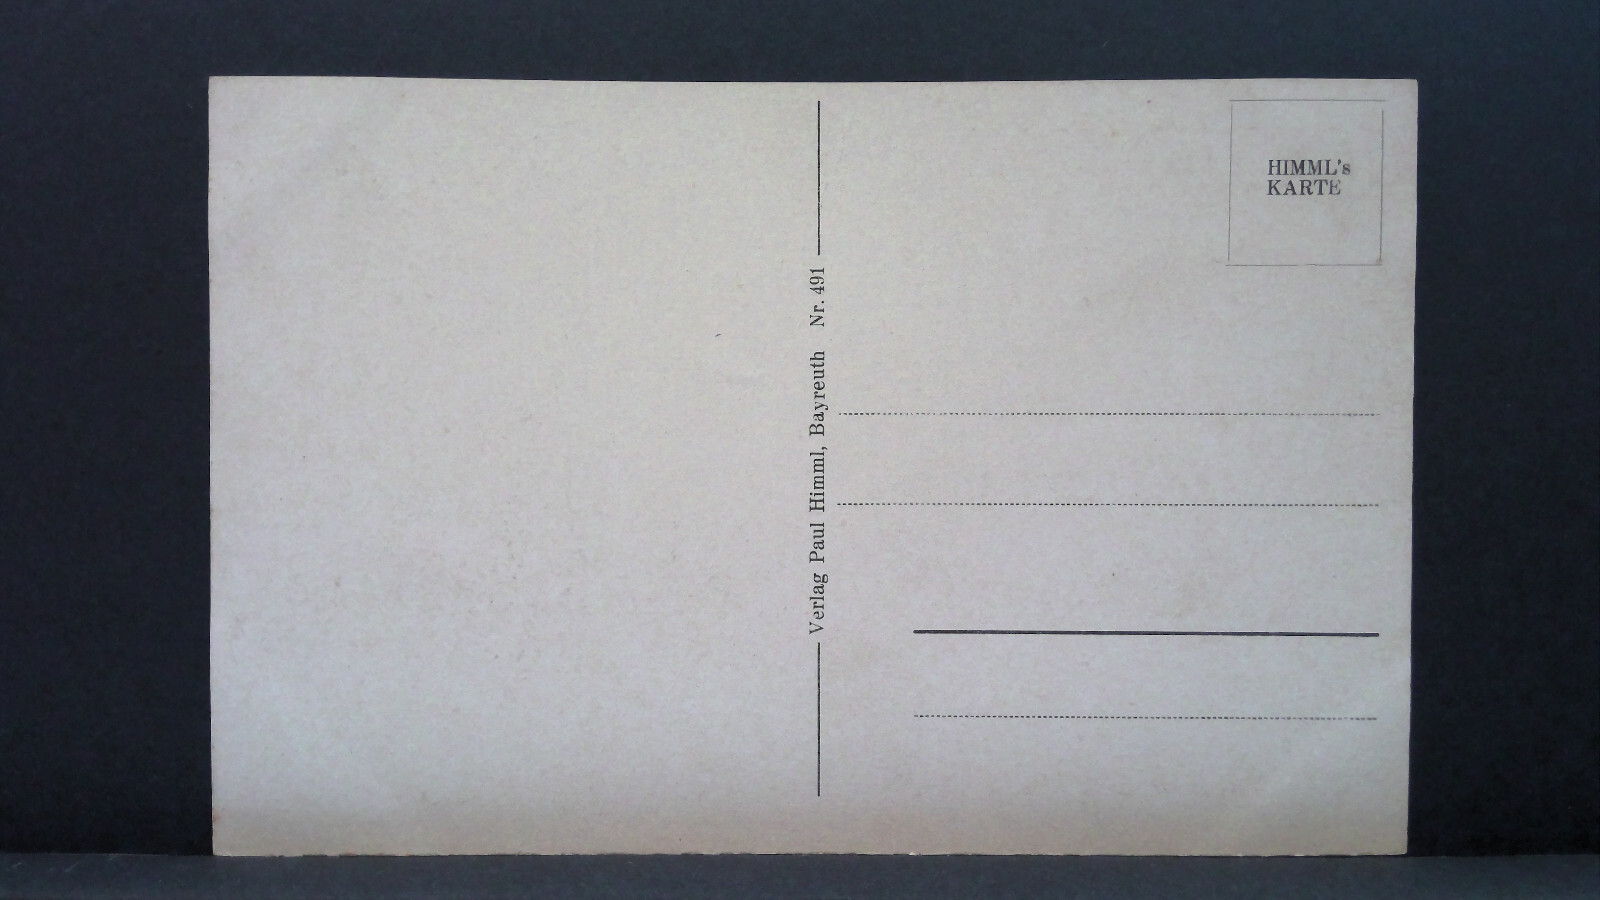 HIMML's
KARTE
Verlag Paul Himml, Bayreuth Nr. 491